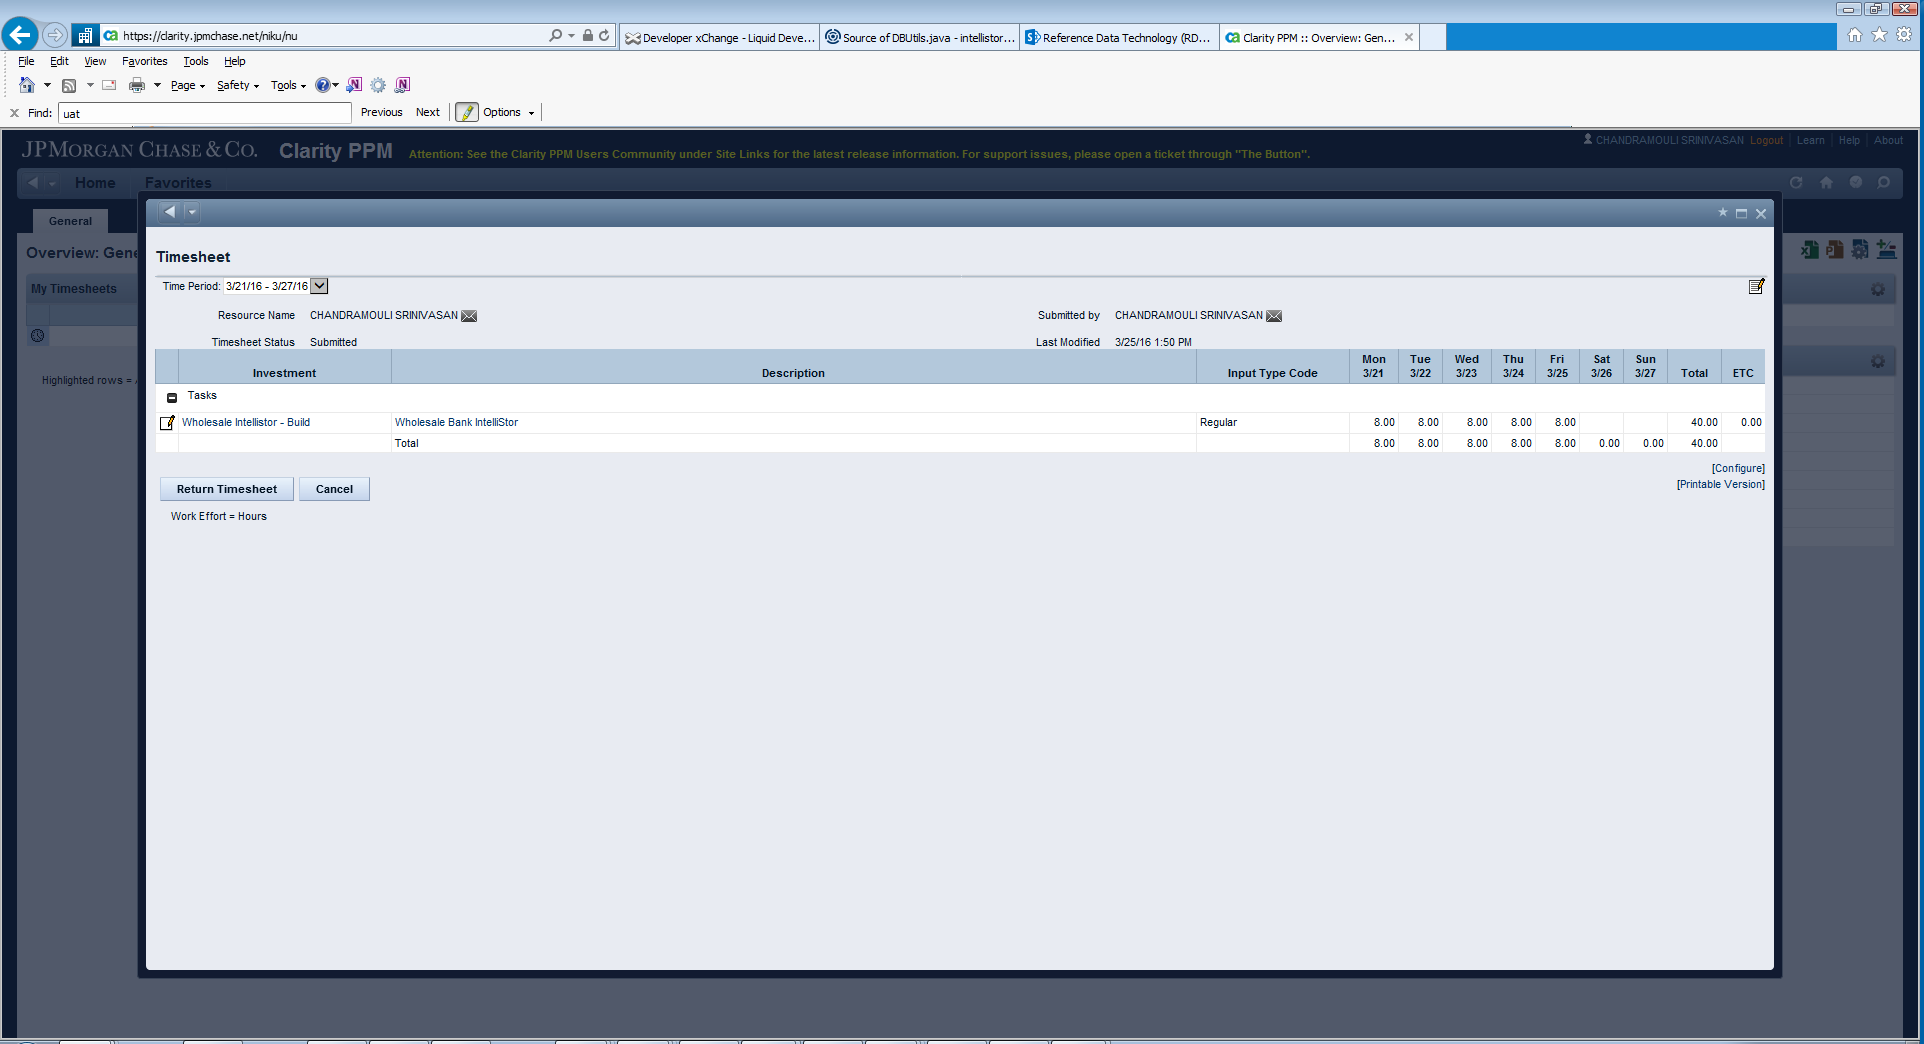 https://clarity.jpmchase.net/niku/nu
Developer xChange - Liquid Deve...
Source of DBUtils.java - intellistor...
Reference Data Technology (RD...
Clarity PPM :: Overview: Gen...
File Edit View Favorites Tools Help
Page Safety Tools
Find: uat Previous Next Options
JPMORGAN CHASE & CO. Clarity PPM Attention: See the Clarity PPM Users Community under Site Links for the latest release information. For support issues, please open a ticket through "The Button".
CHANDRAMOULI SRINIVASAN Logout Learn Help About
Home Favorites
General
Overview: Gene
My Timesheets
Highlighted rows =
Timesheet
Time Period: 3/21/16 - 3/27/16
Resource Name CHANDRAMOULI SRINIVASAN Submitted by CHANDRAMOULI SRINIVASAN
Timesheet Status Submitted Last Modified 3/25/16 1:50 PM
Investment Description Input Type Code Mon 3/21 Tue 3/22 Wed 3/23 Thu 3/24 Fri 3/25 Sat 3/26 Sun 3/27 Total ETC
Tasks
Wholesale Intellistor - Build Wholesale Bank IntelliStor Regular 8.00 8.00 8.00 8.00 8.00 40.00 0.00
Total 8.00 8.00 8.00 8.00 8.00 0.00 0.00 40.00
[Configure]
[Printable Version]
Return Timesheet Cancel
Work Effort = Hours